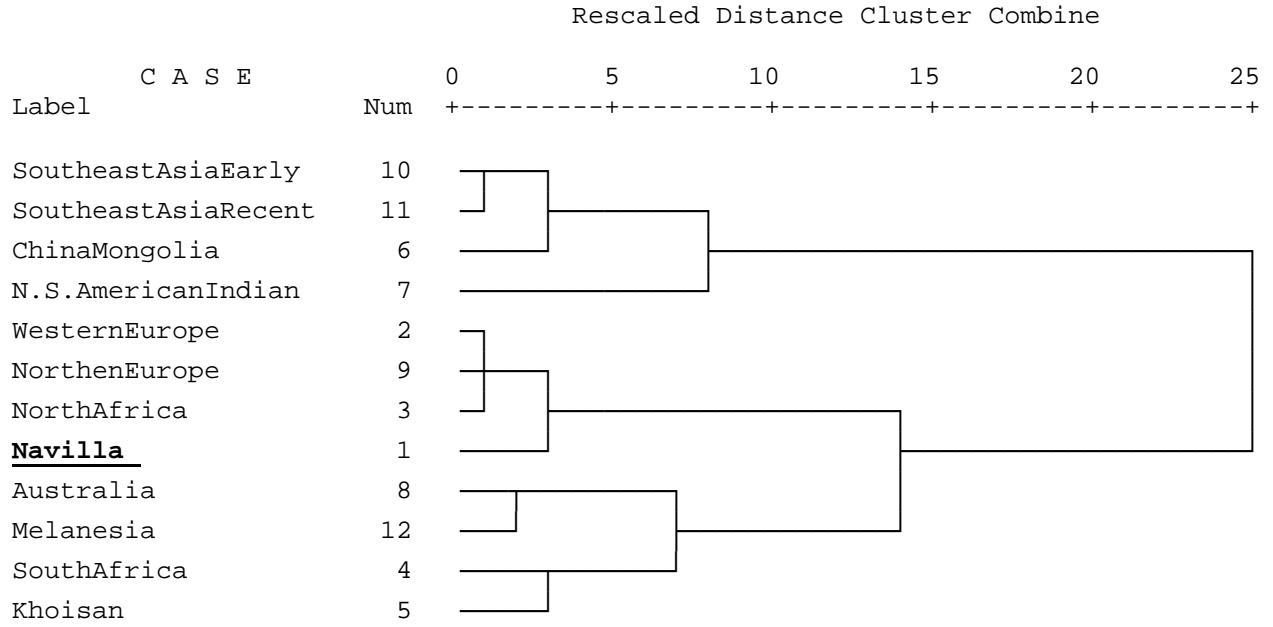 Rescaled Distance Cluster Combine
C A S E 0 5 10 15 20 25
Label Num +---------+---------+---------+---------+---------+
SoutheastAsiaEarly 10
SoutheastAsiaRecent 11
ChinaMongolia 6
N.S.AmericanIndian 7
WesternEurope 2
NorthenEurope 9
NorthAfrica 3
Navilla 1
Australia 8
Melanesia 12
SouthAfrica 4
Khoisan 5